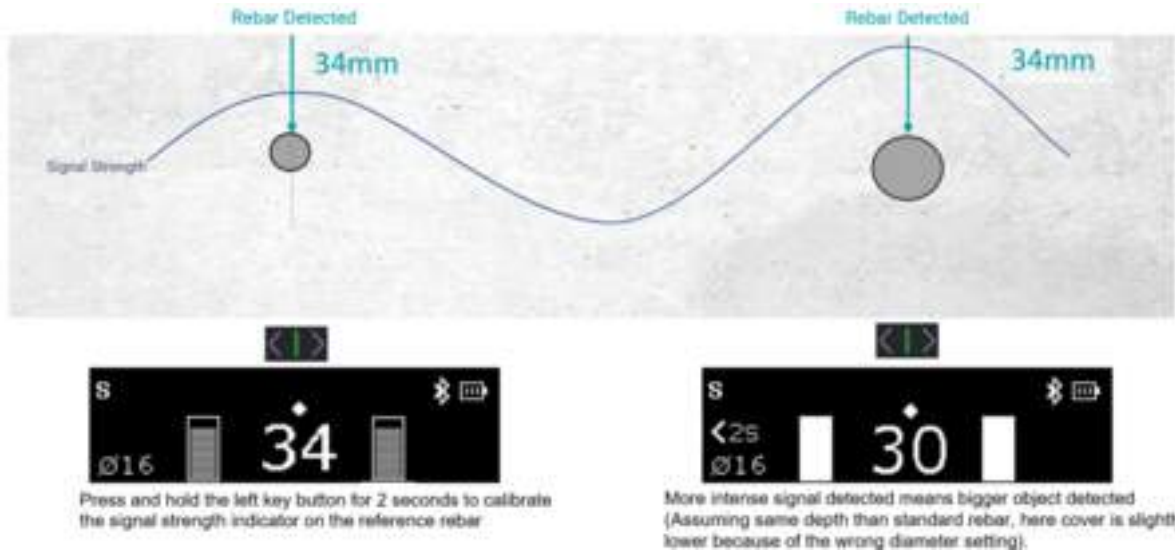 Rebar Detected
Rebar Detected
34mm
34mm
Signal Strength
S
34
Ø16
S
<2s
30
Ø16
Press and hold the left key button for 2 seconds to calibrate
the signal strength indicator on the reference rebar
More intense signal detected means bigger object detected
(Assuming same depth than standard rebar, here cover is slightly
lower because of the wrong diameter setting).